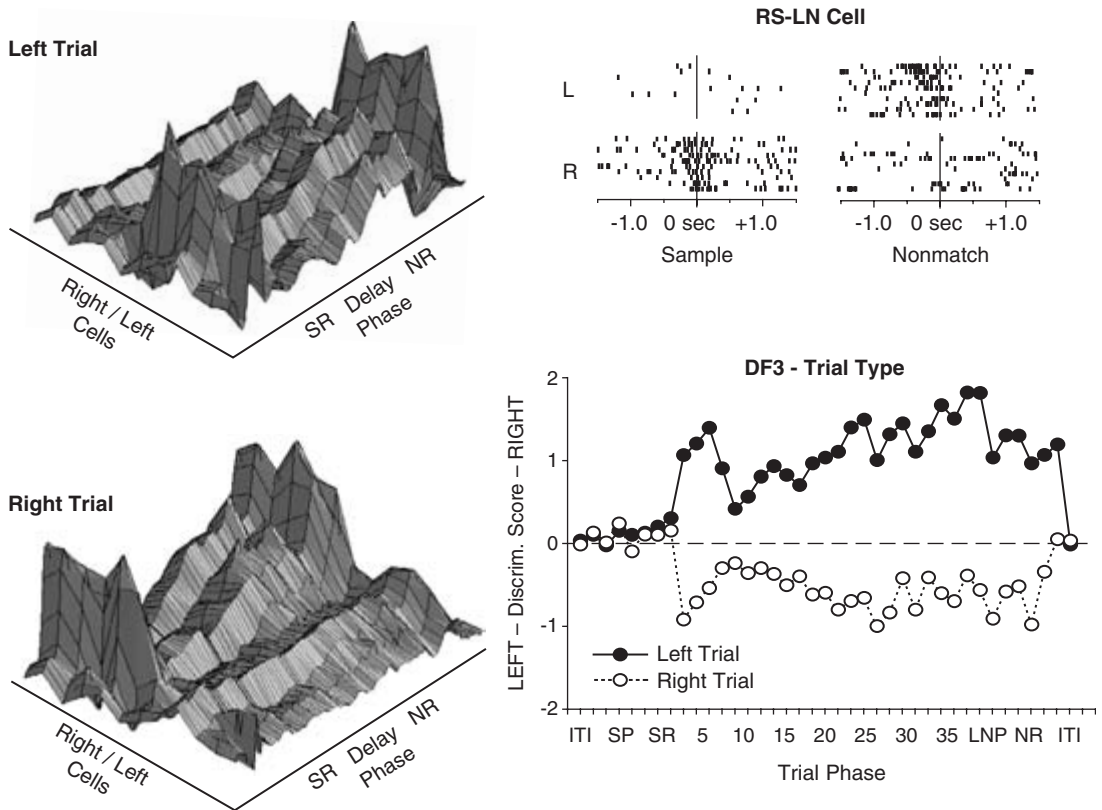 Left Trial
Right / Left
Cells
SR Delay NR
Phase
Right Trial
Right / Left
Cells
SR Delay NR
Phase
RS-LN Cell
L
R
-1.0 0 sec +1.0
Sample
-1.0 0 sec +1.0
Nonmatch
DF3 - Trial Type
LEFT – Discrim. Score – RIGHT
2
1
0
-1
-2
Left Trial
Right Trial
ITI SP SR 5 10 15 20 25 30 35 LNP NR ITI
Trial Phase